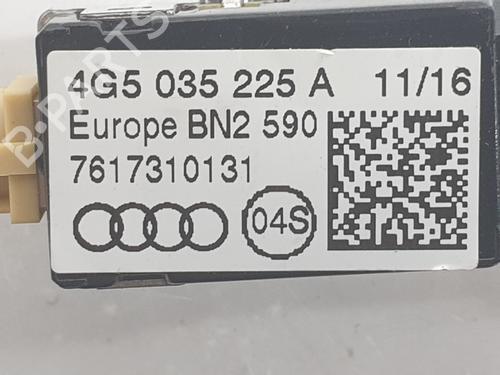 4G5 035 225 A 11/16
Europe BN2 590
7617310131
04S
B-PARTS